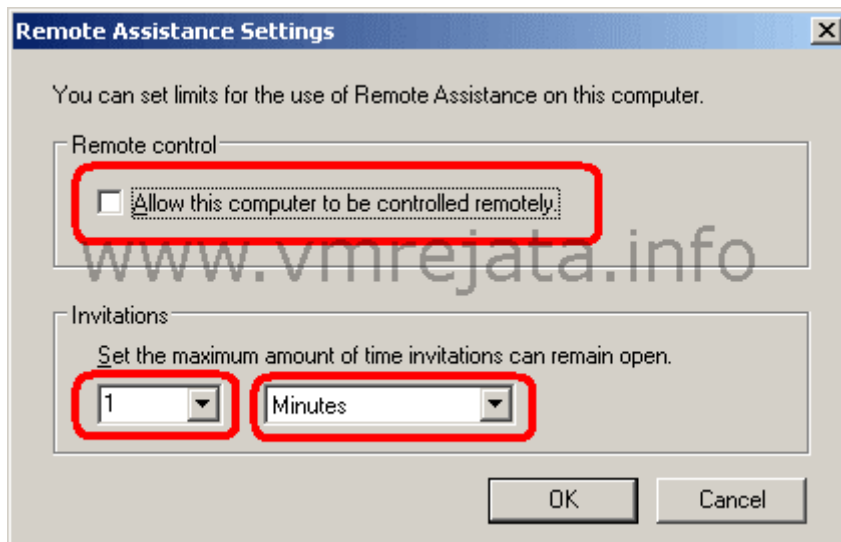 Remote Assistance Settings
You can set limits for the use of Remote Assistance on this computer.
Remote control
Allow this computer to be controlled remotely.
www.vmrejata.info
Invitations
Set the maximum amount of time invitations can remain open.
1 Minutes
OK Cancel